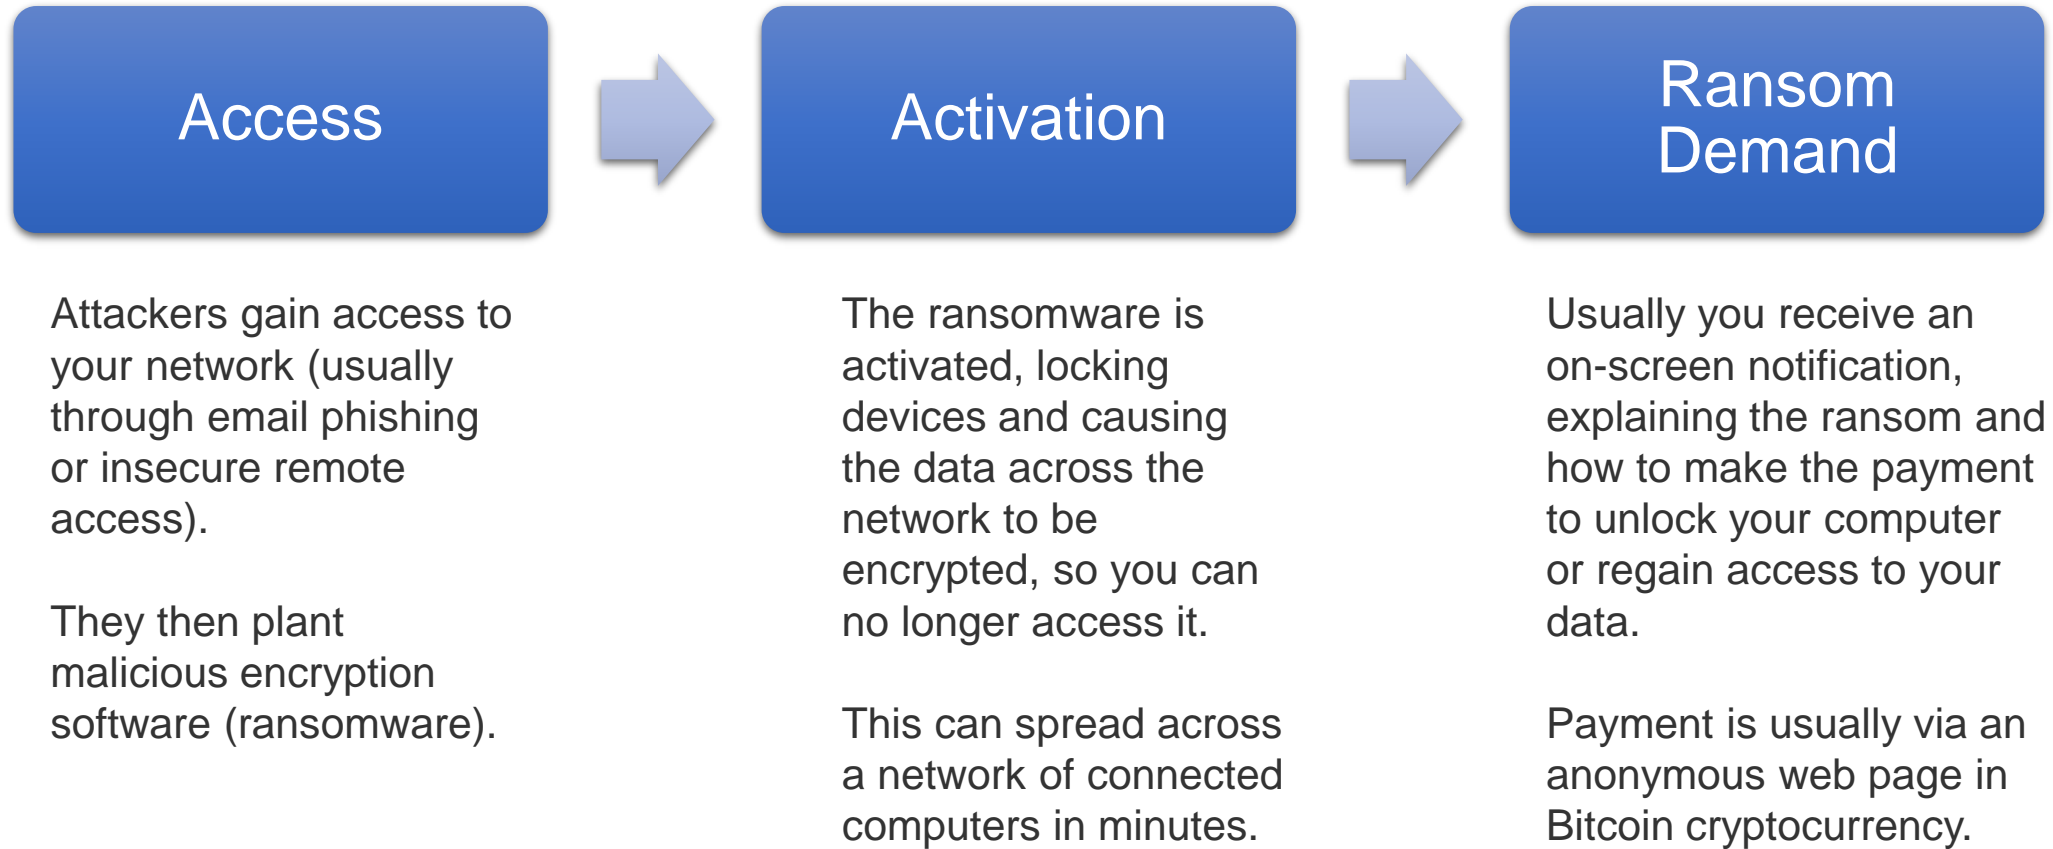 Access
Attackers gain access to
your network (usually
through email phishing
or insecure remote
access).
They then plant
malicious encryption
software (ransomware).
Activation
The ransomware is
activated, locking
devices and causing
the data across the
network to be
encrypted, so you can
no longer access it.
This can spread across
a network of connected
computers in minutes.
Ransom
Demand
Usually you receive an
on-screen notification,
explaining the ransom and
how to make the payment
to unlock your computer
or regain access to your
data.
Payment is usually via an
anonymous web page in
Bitcoin cryptocurrency.